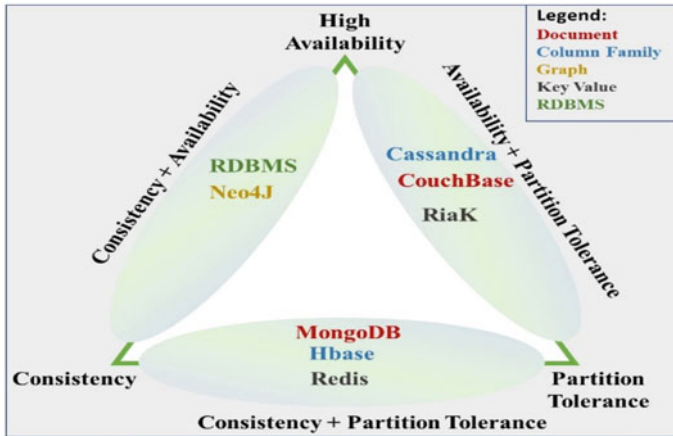 High
Availability
Legend:
Document
Column Family
Graph
Key Value
RDBMS
Consistency + Availability
Availability + Partition Tolerance
RDBMS
Neo4J
Cassandra
CouchBase
RiaK
MongoDB
Hbase
Redis
Consistency
Partition
Tolerance
Consistency + Partition Tolerance